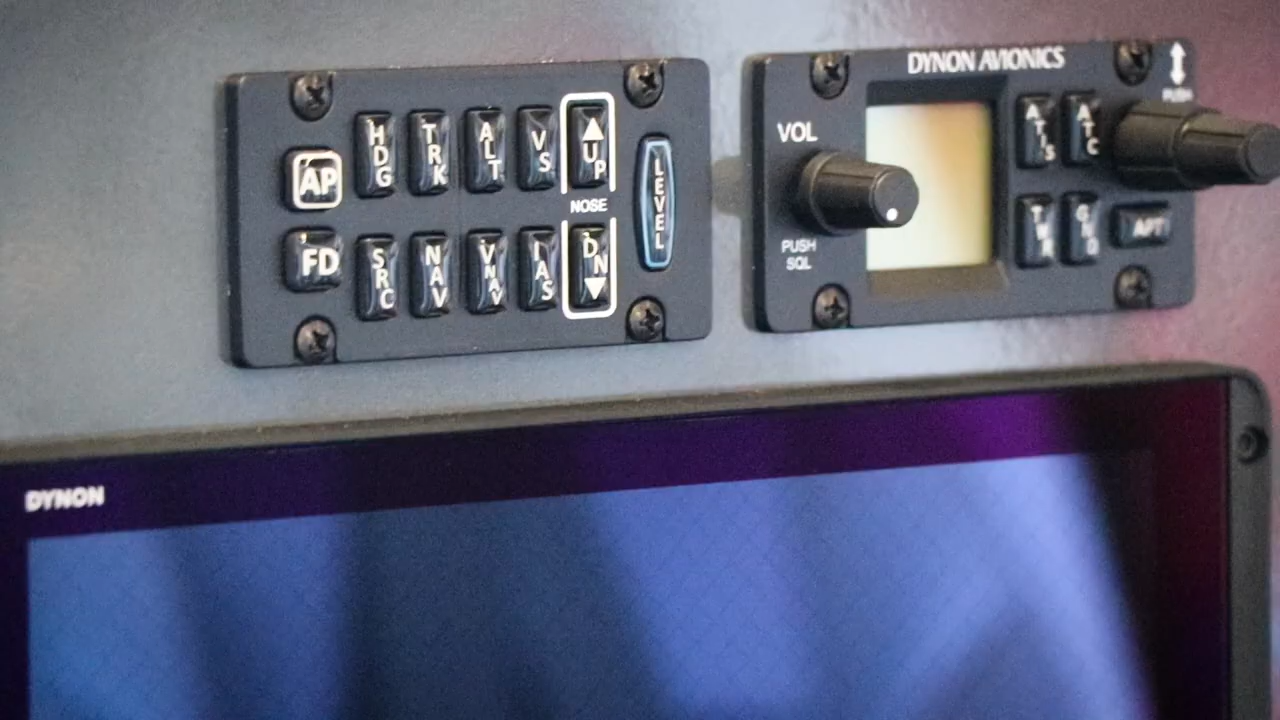 AP
HDG
TRK
ALT
VS
UP
NOSE
LEVEL
FD
SRC
NAV
VNAV
IAS
DN
DYNON AVIONICS
VOL
PUSH
SQL
ATIS
ATC
TWR
GND
APT
PUSH
DYNON